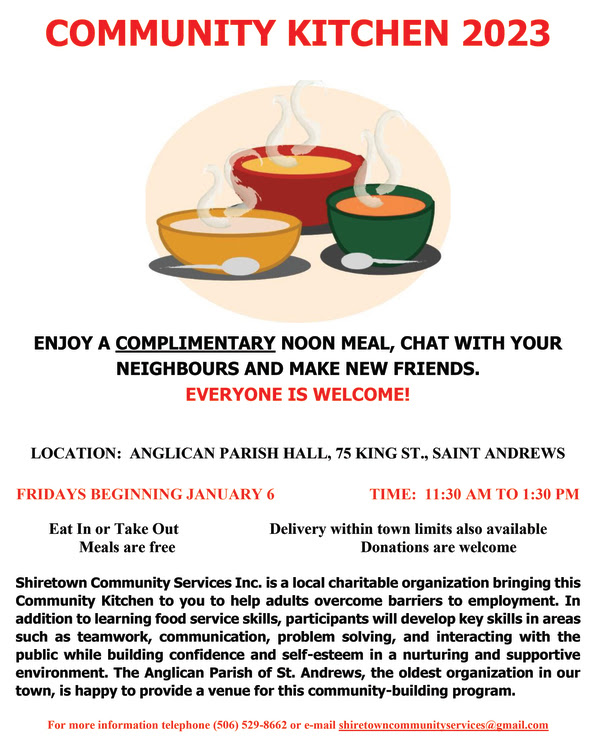 COMMUNITY KITCHEN 2023
ENJOY A COMPLIMENTARY NOON MEAL, CHAT WITH YOUR
NEIGHBOURS AND MAKE NEW FRIENDS.
EVERYONE IS WELCOME!
LOCATION: ANGLICAN PARISH HALL, 75 KING ST., SAINT ANDREWS
FRIDAYS BEGINNING JANUARY 6 TIME: 11:30 AM TO 1:30 PM
Eat In or Take Out Delivery within town limits also available
Meals are free Donations are welcome
Shiretown Community Services Inc. is a local charitable organization bringing this
Community Kitchen to you to help adults overcome barriers to employment. In
addition to learning food service skills, participants will develop key skills in areas
such as teamwork, communication, problem solving, and interacting with the
public while building confidence and self-esteem in a nurturing and supportive
environment. The Anglican Parish of St. Andrews, the oldest organization in our
town, is happy to provide a venue for this community-building program.
For more information telephone (506) 529-8662 or e-mail shiretowncommunityservices@gmail.com